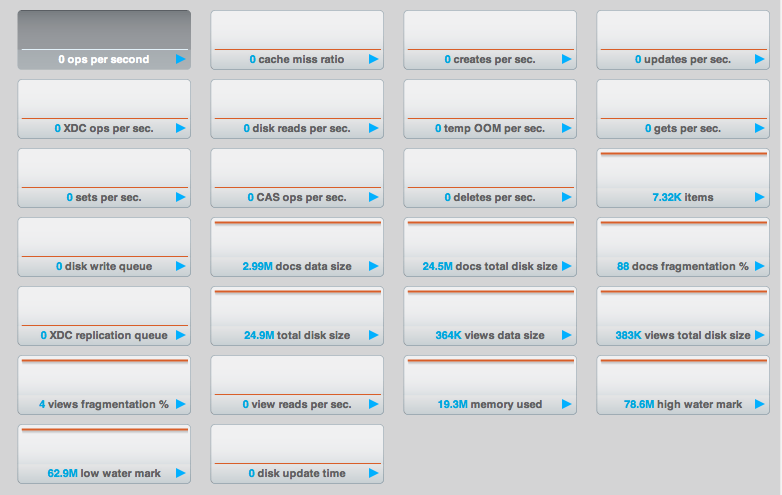 0 ops per second
0 cache miss ratio
0 creates per sec.
0 updates per sec.
0 XDC ops per sec.
0 disk reads per sec.
0 temp OOM per sec.
0 gets per sec.
0 sets per sec.
0 CAS ops per sec.
0 deletes per sec.
7.32K items
0 disk write queue
2.99M docs data size
24.5M docs total disk size
88 docs fragmentation %
0 XDC replication queue
24.9M total disk size
364K views data size
383K views total disk size
4 views fragmentation %
0 view reads per sec.
19.3M memory used
78.6M high water mark
62.9M low water mark
0 disk update time